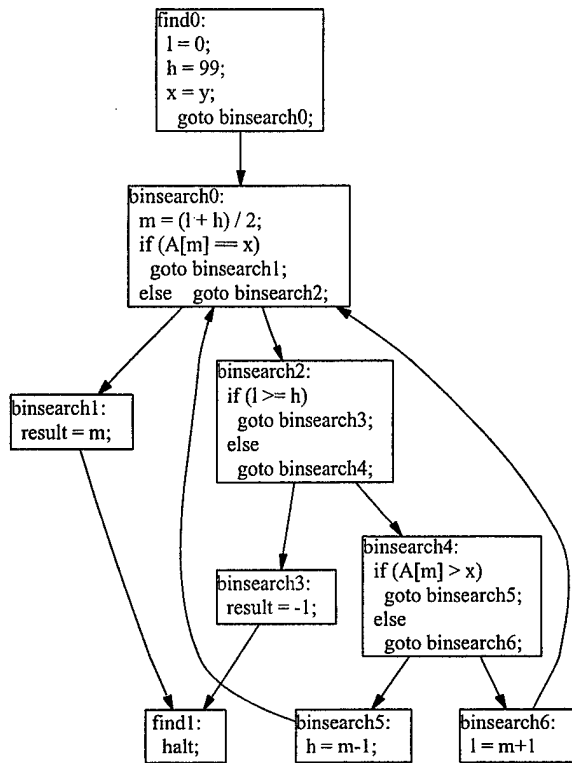 find0:
l = 0;
h = 99;
x = y;
goto binsearch0;
binsearch0:
m = (l + h) / 2;
if (A[m] == x)
goto binsearch1;
else goto binsearch2;
binsearch1:
result = m;
binsearch2:
if (l >= h)
goto binsearch3;
else
goto binsearch4;
binsearch3:
result = -1;
binsearch4:
if (A[m] > x)
goto binsearch5;
else
goto binsearch6;
find1:
halt;
binsearch5:
h = m-1;
binsearch6:
l = m+1